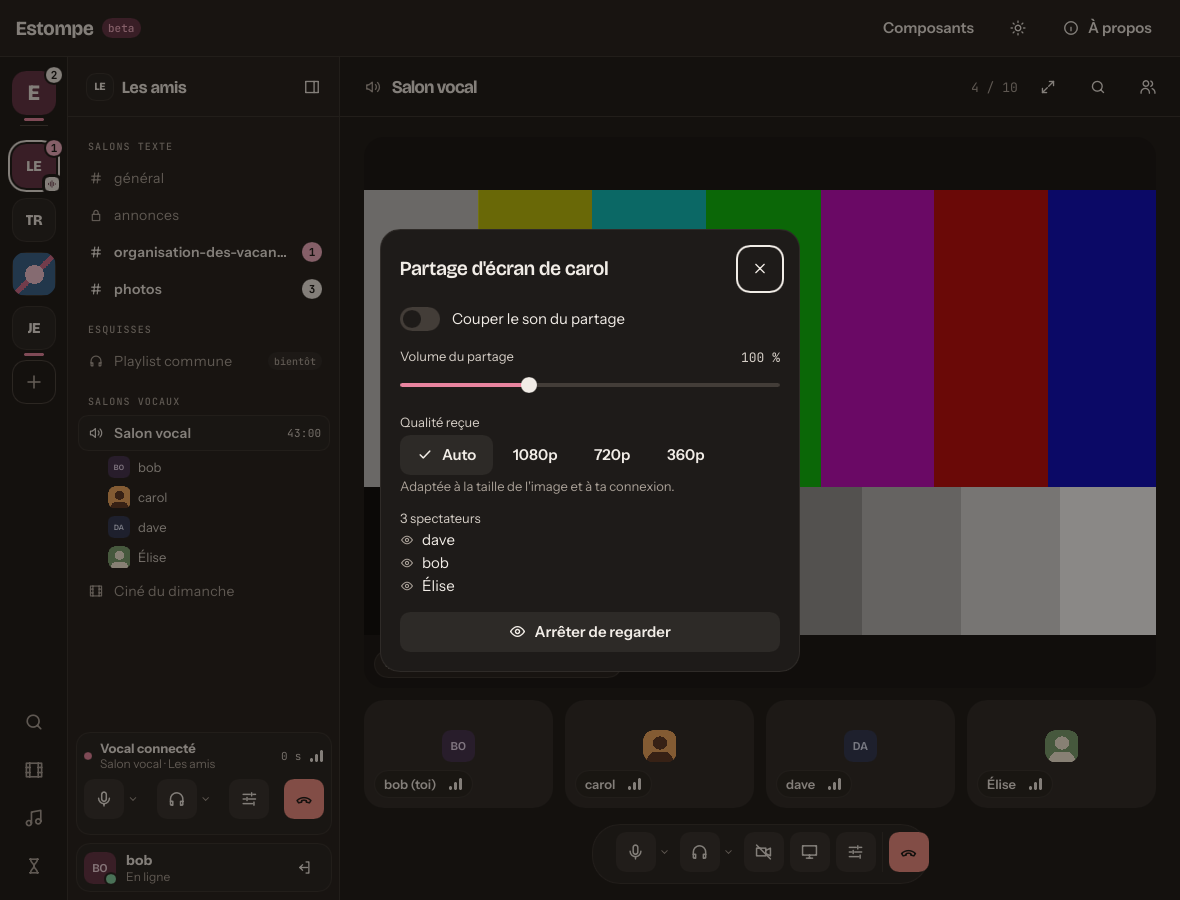 Estompe beta
Composants
À propos
E
2
LE
1
TR
JE
LE Les amis
SALONS TEXTE
# général
annonces
# organisation-des-vacan... 1
# photos 3
ESQUISSES
Playlist commune bientôt
SALONS VOCAUX
Salon vocal 43:00
BO bob
carol
DA dave
Élise
Ciné du dimanche
Vocal connecté
Salon vocal · Les amis
0 s
BO bob
En ligne
Salon vocal
4 / 10
Partage d'écran de carol
Couper le son du partage
Volume du partage 100 %
Qualité reçue
Auto 1080p 720p 360p
Adaptée à la taille de l'image et à ta connexion.
3 spectateurs
dave
bob
Élise
Arrêter de regarder
BO
DA
bob (toi)
carol
dave
Élise